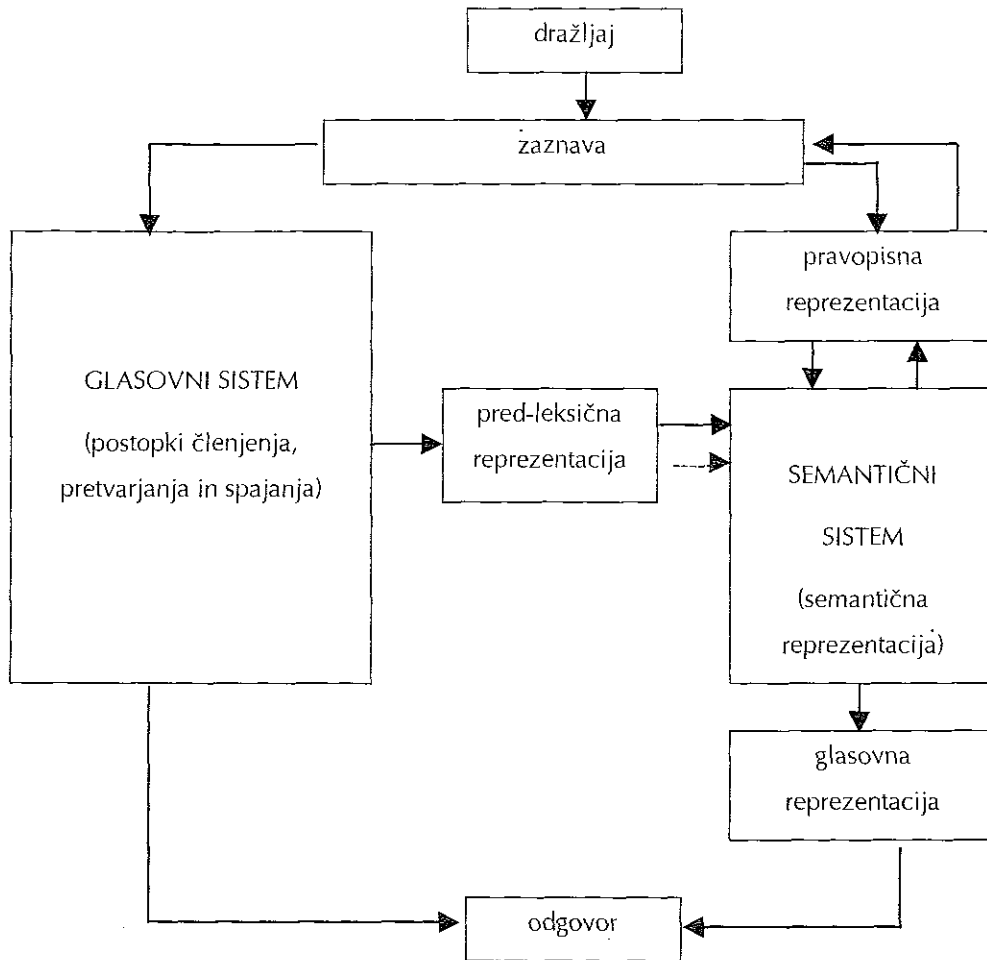 dražljaj
zaznava
pravopisna
reprezentacija
GLASOVNI SISTEM
(postopki členjenja,
pretvarjanja in spajanja)
pred-leksična
reprezentacija
SEMANTIČNI
SISTEM
(semantična
reprezentacija)
glasovna
reprezentacija
odgovor